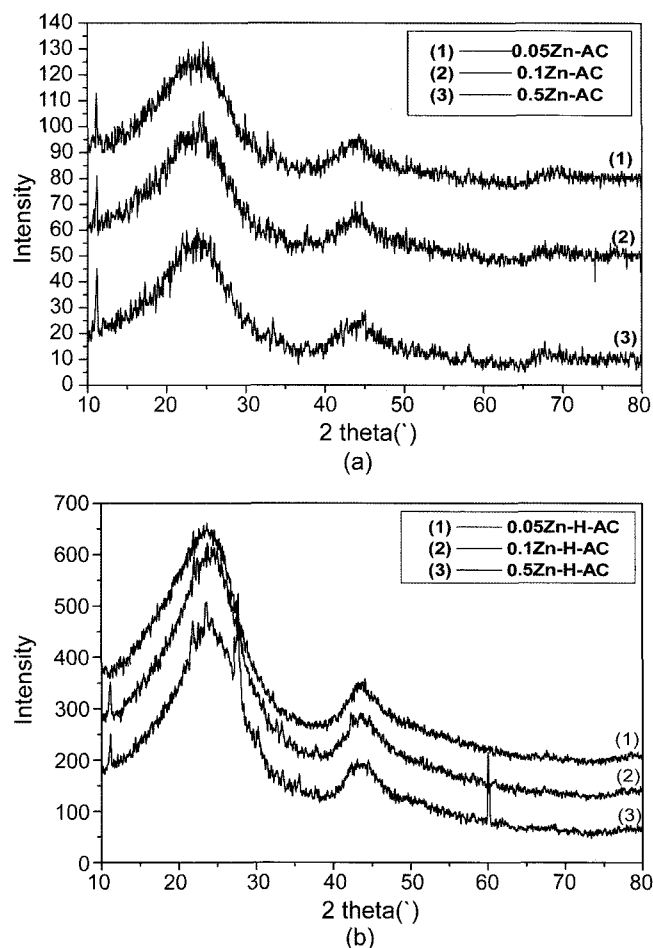 140
130
120
110
100
90
80
70
60
50
40
30
20
10
0
Intensity
(1) 0.05Zn-AC
(2) 0.1Zn-AC
(3) 0.5Zn-AC
(1)
(2)
(3)
10 20 30 40 50 60 70 80
2 theta(`)
(a)
700
600
500
400
300
200
100
0
Intensity
(1) 0.05Zn-H-AC
(2) 0.1Zn-H-AC
(3) 0.5Zn-H-AC
(1)
(2)
(3)
10 20 30 40 50 60 70 80
2 theta(`)
(b)